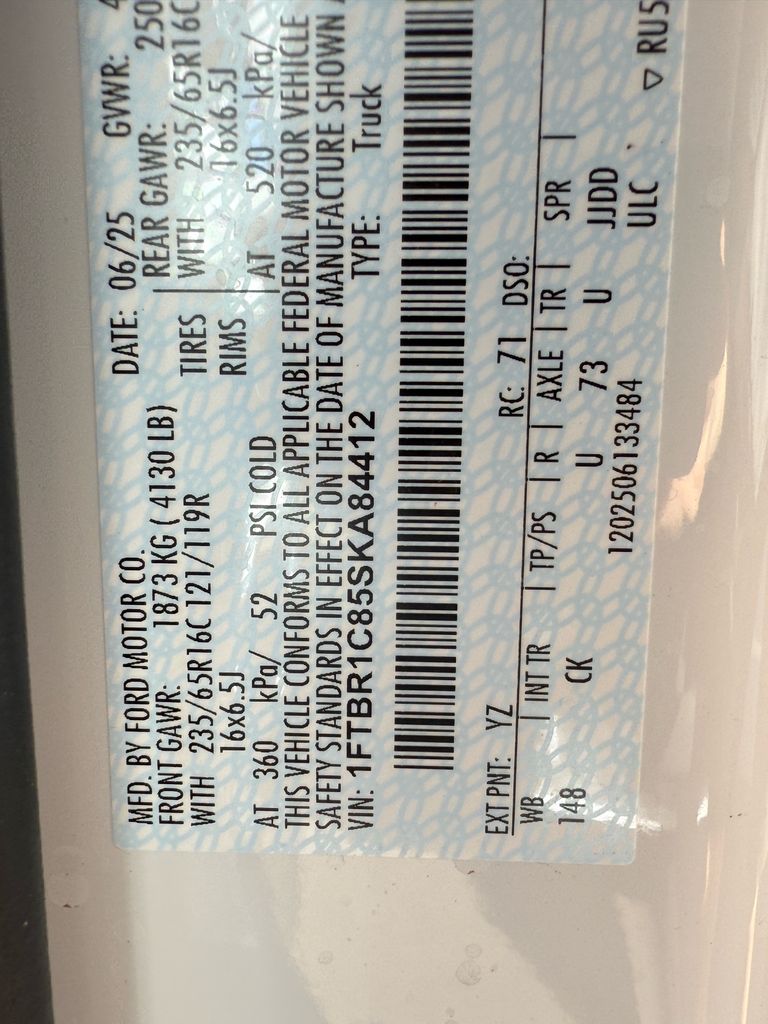 MFD. BY FORD MOTOR CO. DATE: 06/25 GVWR: 4
FRONT GAWR: 1873 KG ( 4130 LB) REAR GAWR: 250
WITH 235/65R16C 121/119R TIRES WITH 235/65R16C
16x6.5J RIMS 16x6.5J
AT 360 kPa/ 52 PSI COLD AT 520 kPa/
THIS VEHICLE CONFORMS TO ALL APPLICABLE FEDERAL MOTOR VEHICLE
SAFETY STANDARDS IN EFFECT ON THE DATE OF MANUFACTURE SHOWN
VIN: 1FTBR1C85SKA84412 TYPE: Truck
EXT PNT: YZ RC: 71 DSO:
WB | INT TR | TP/PS | R | AXLE | TR | SPR |
148 CK U 73 U JJDD
1202506133484 ULC
▽ RU5